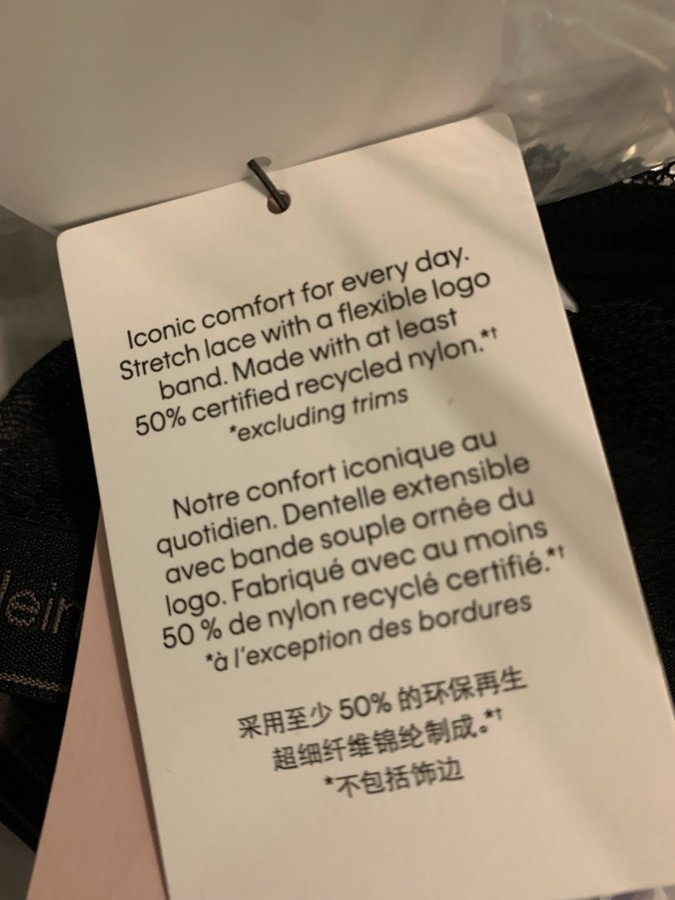 Iconic comfort for every day.
Stretch lace with a flexible logo
band. Made with at least
50% certified recycled nylon.*†
*excluding trims
Notre confort iconique au
quotidien. Dentelle extensible
avec bande souple ornée du
logo. Fabriqué avec au moins
50 % de nylon recyclé certifié.*†
*à l'exception des bordures
采用至少 50% 的环保再生
超细纤维锦纶制成。*†
*不包括饰边
lein